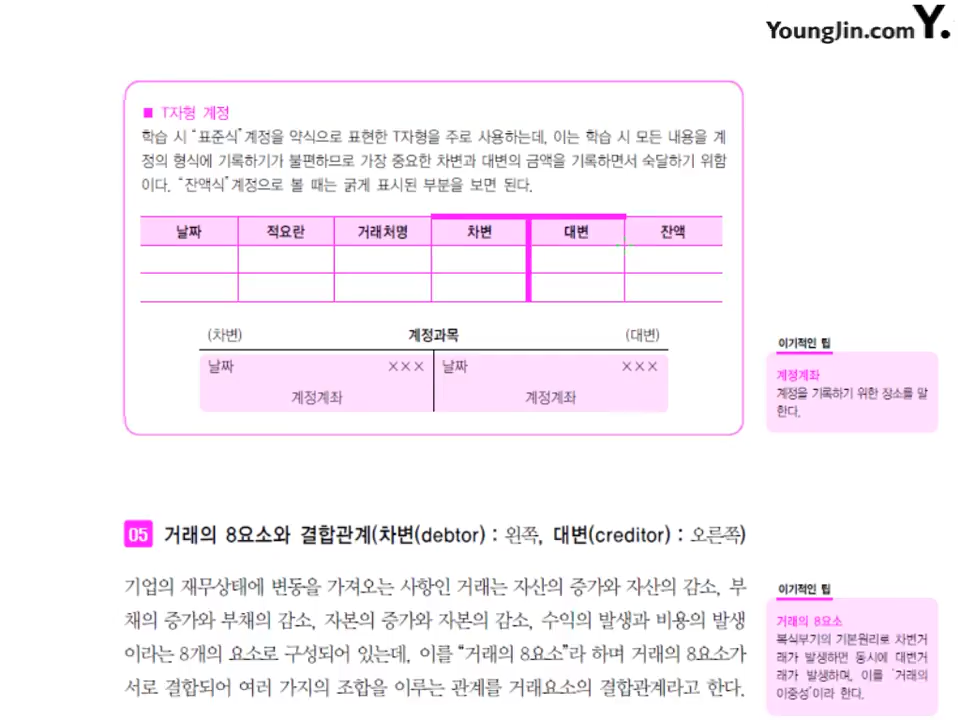 YoungJin.com Y.
■ T자형 계정
학습 시 "표준식"계정을 약식으로 표현한 T자형을 주로 사용하는데, 이는 학습 시 모든 내용을 계
정의 형식에 기록하기가 불편하므로 가장 중요한 차변과 대변의 금액을 기록하면서 숙달하기 위함
이다. "잔액식"계정으로 볼 때는 굵게 표시된 부분을 보면 된다.
날짜 적요란 거래처명 차변 대변 잔액
(차변) 계정과목 (대변)
날짜 ××× 날짜 ×××
계정계좌 계정계좌
이기적인 팁
계정계좌
계정을 기록하기 위한 장소를 말
한다.
05 거래의 8요소와 결합관계(차변(debtor) : 왼쪽, 대변(creditor) : 오른쪽)
기업의 재무상태에 변동을 가져오는 사항인 거래는 자산의 증가와 자산의 감소, 부
채의 증가와 부채의 감소, 자본의 증가와 자본의 감소, 수익의 발생과 비용의 발생
이라는 8개의 요소로 구성되어 있는데, 이를 "거래의 8요소"라 하며 거래의 8요소가
서로 결합되어 여러 가지의 조합을 이루는 관계를 거래요소의 결합관계라고 한다.
이기적인 팁
거래의 8요소
복식부기의 기본원리로 차변거
래가 발생하면 동시에 대변거
래가 발생하며, 이를 '거래의
이중성'이라 한다.